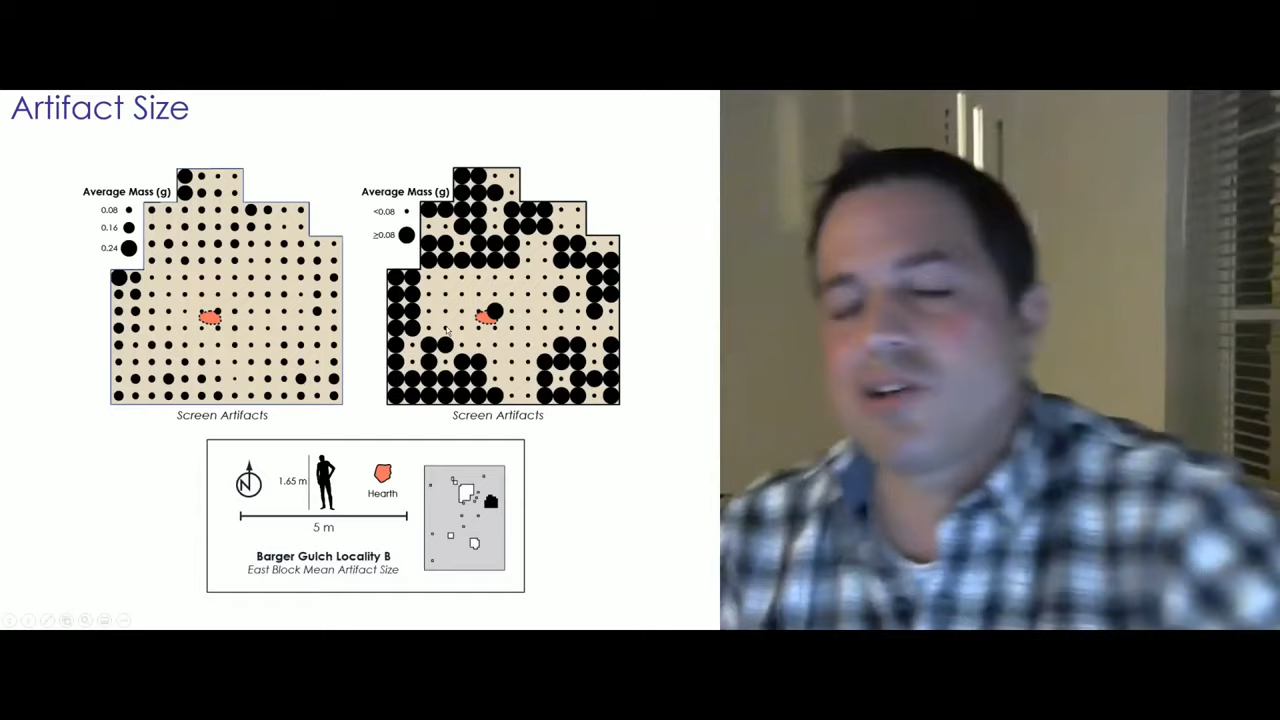 Artifact Size
Average Mass (g)
0.08
0.16
0.24
Screen Artifacts
Average Mass (g)
<0.08
≥0.08
Screen Artifacts
N
1.65 m
Hearth
5 m
Barger Gulch Locality B
East Block Mean Artifact Size